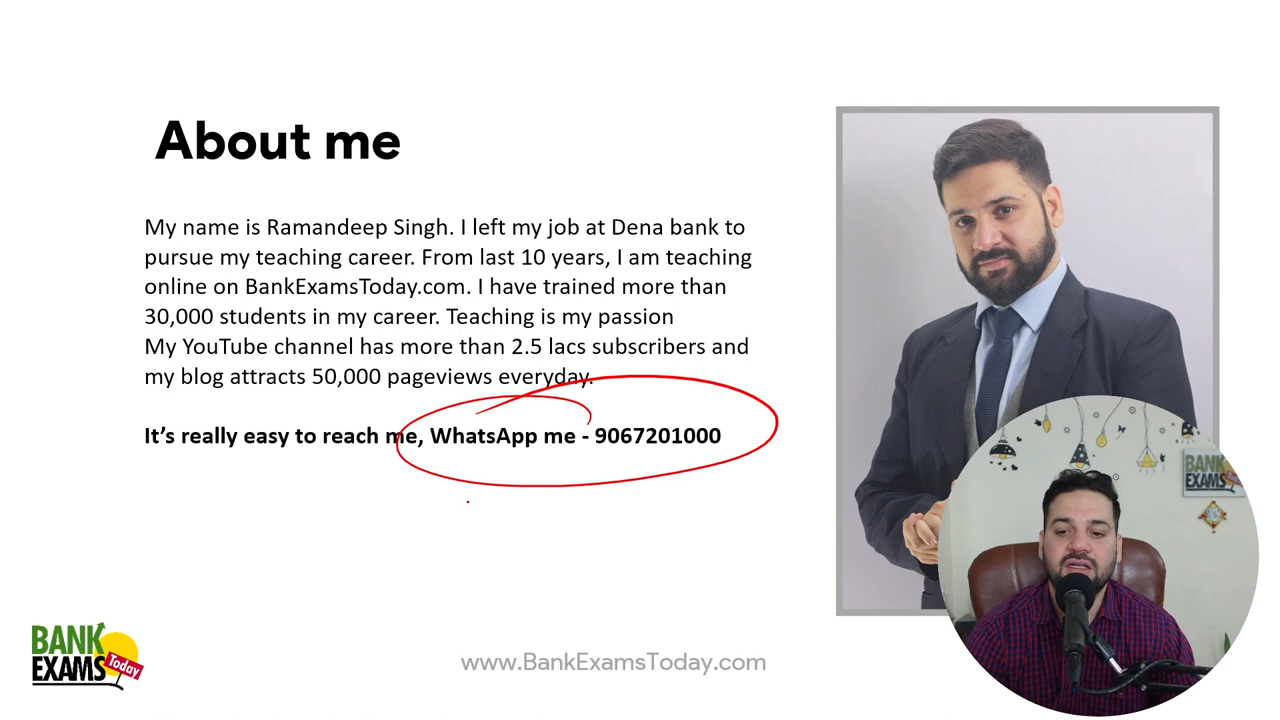 About me
My name is Ramandeep Singh. I left my job at Dena bank to
pursue my teaching career. From last 10 years, I am teaching
online on BankExamsToday.com. I have trained more than
30,000 students in my career. Teaching is my passion
My YouTube channel has more than 2.5 lacs subscribers and
my blog attracts 50,000 pageviews everyday.
It’s really easy to reach me, WhatsApp me - 9067201000
BANK
EXAMS
BANK
EXAMS
Today
www.BankExamsToday.com